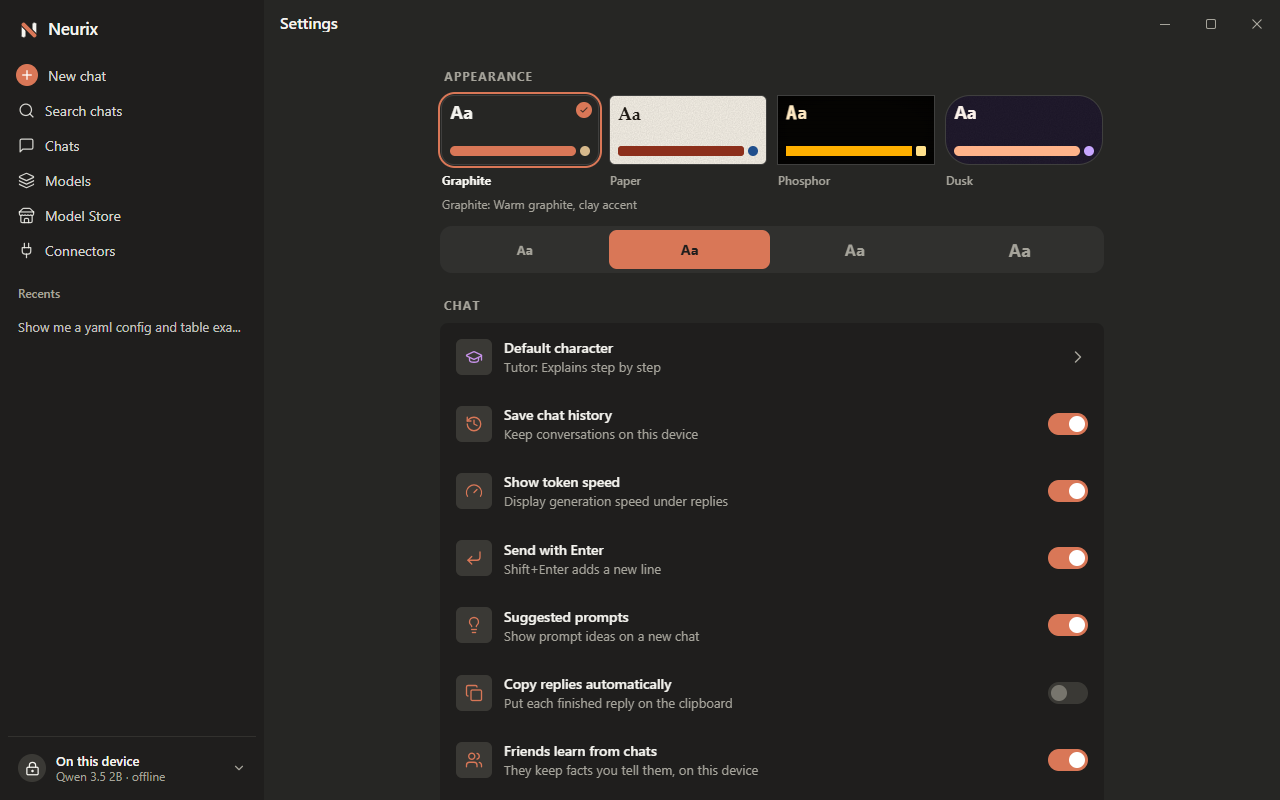 Neurix
New chat
Search chats
Chats
Models
Model Store
Connectors
Recents
Show me a yaml config and table exa...
On this device
Qwen 3.5 2B · offline
Settings
APPEARANCE
Aa
Aa
Aa
Aa
Graphite
Paper
Phosphor
Dusk
Graphite: Warm graphite, clay accent
Aa
Aa
Aa
Aa
CHAT
Default character
Tutor: Explains step by step
Save chat history
Keep conversations on this device
Show token speed
Display generation speed under replies
Send with Enter
Shift+Enter adds a new line
Suggested prompts
Show prompt ideas on a new chat
Copy replies automatically
Put each finished reply on the clipboard
Friends learn from chats
They keep facts you tell them, on this device